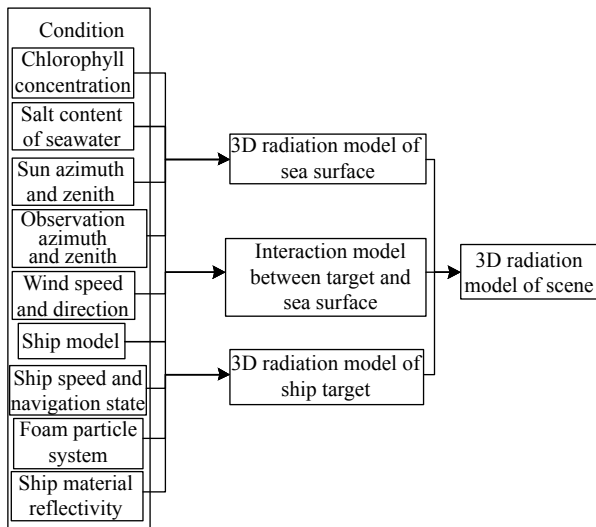 Condition
Chlorophyll
concentration
Salt content
of seawater
Sun azimuth
and zenith
Observation
azimuth
and zenith
Wind speed
and direction
Ship model
Ship speed and
navigation state
Foam particle
system
Ship material
reflectivity
3D radiation model of
sea surface
Interaction model
between target and
sea surface
3D radiation model of
ship target
3D radiation
model of scene